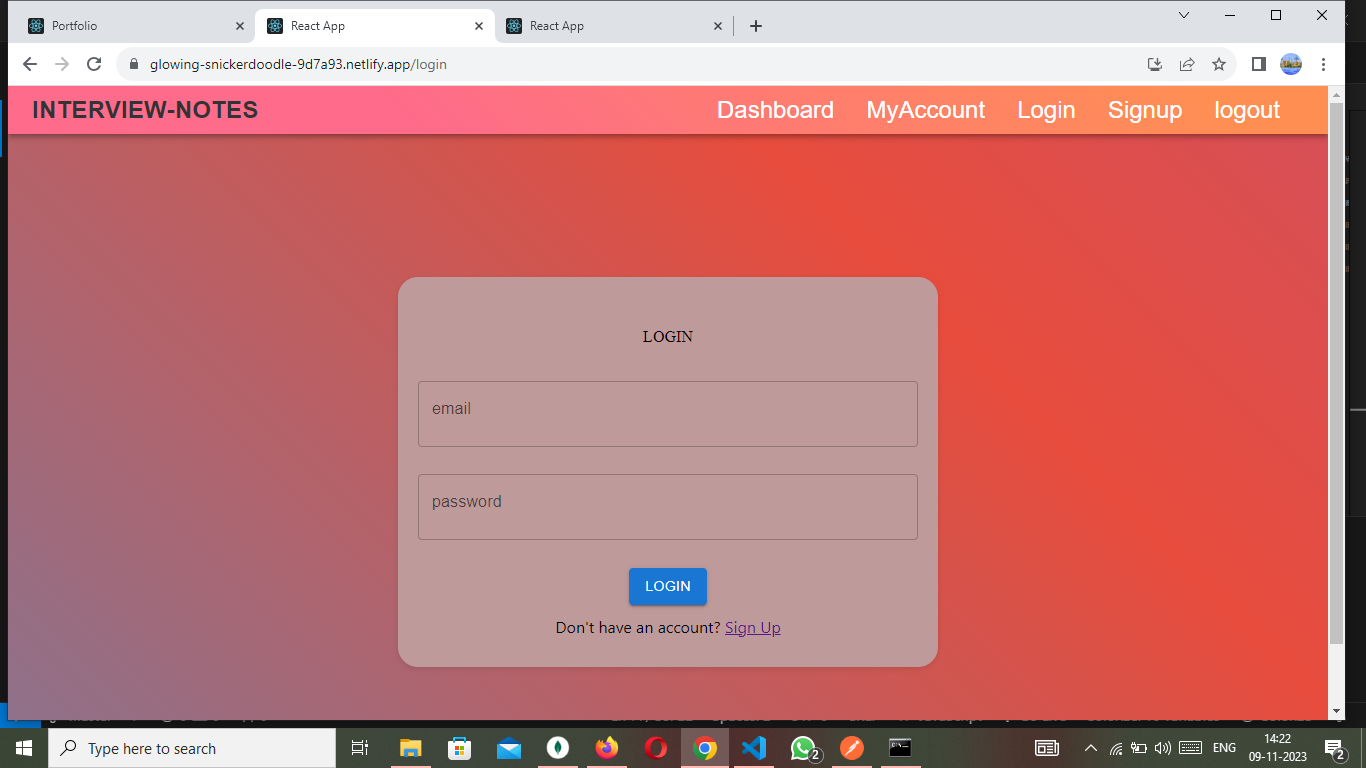 Portfolio
React App
React App
glowing-snickerdoodle-9d7a93.netlify.app/login
INTERVIEW-NOTES
Dashboard MyAccount Login Signup logout
LOGIN
email
password
LOGIN
Don't have an account? Sign Up
Type here to search
2
ENG
14:22
09-11-2023
2